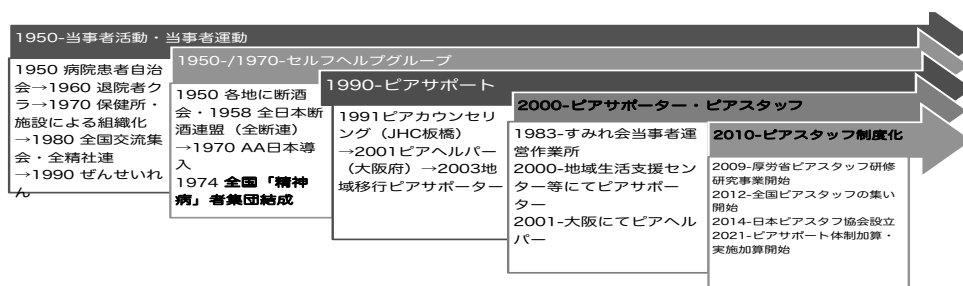 1950-当事者活動・当事者運動
1950 病院患者自治
会→1960 退院者ク
ラ→1970 保健所・
施設による組織化
→1980 全国交流集
会・全精社連
→1990 ぜんせいれ
ん
1950-/1970-セルフヘルプグループ
1950 各地に断酒
会・1958 全日本断
酒連盟（全断連）
→1970 AA日本導
入
1974 全国「精神
病」者集団結成
1990-ピアサポート
1991ピアカウンセリ
ング（JHC板橋）
→2001ピアヘルパー
（大阪府）→2003地
域移行ピアサポーター
2000-ピアサポーター・ピアスタッフ
1983-すみれ会当事者運
営作業所
2000-地域生活支援セン
ター等にてピアサポー
ター
2001-大阪にてピアヘル
パー
2010-ピアスタッフ制度化
2009-厚労省ピアスタッフ研修
研究事業開始
2012-全国ピアスタッフの集い
開始
2014-日本ピアスタフ協会設立
2021-ピアサポート体制加算・
実施加算開始